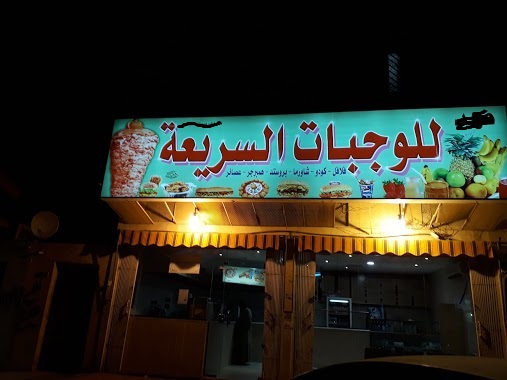 للوجبات السريعة
فلافل - كودو - شاورما - بروستد - همبرجر - عصائر